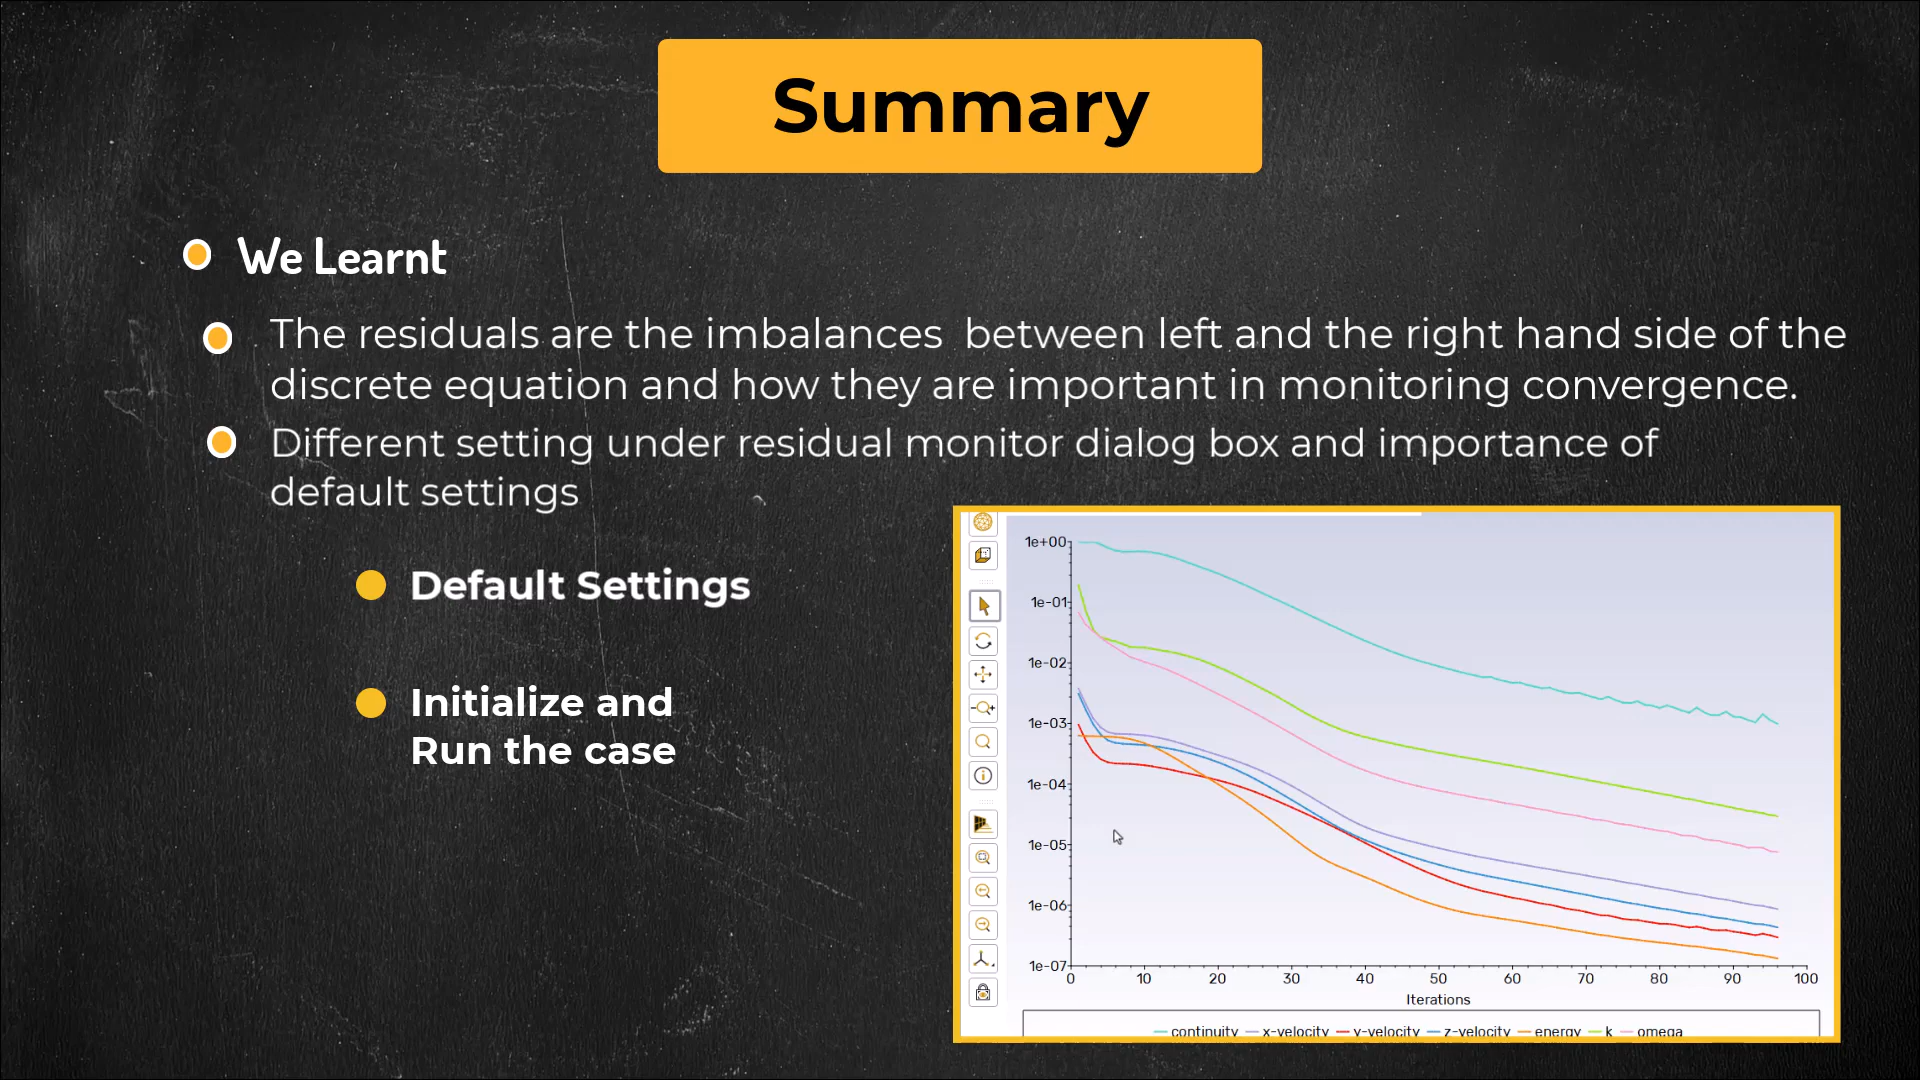 Summary
We Learnt
The residuals are the imbalances  between left and the right hand side of the
discrete equation and how they are important in monitoring convergence.
Different setting under residual monitor dialog box and importance of
default settings
Default Settings
Initialize and
Run the case
1e+00
1e-01
1e-02
1e-03
1e-04
1e-05
1e-06
1e-07
0 10 20 30 40 50 60 70 80 90 100
Iterations
continuity x-velocity y-velocity z-velocity energy k omega